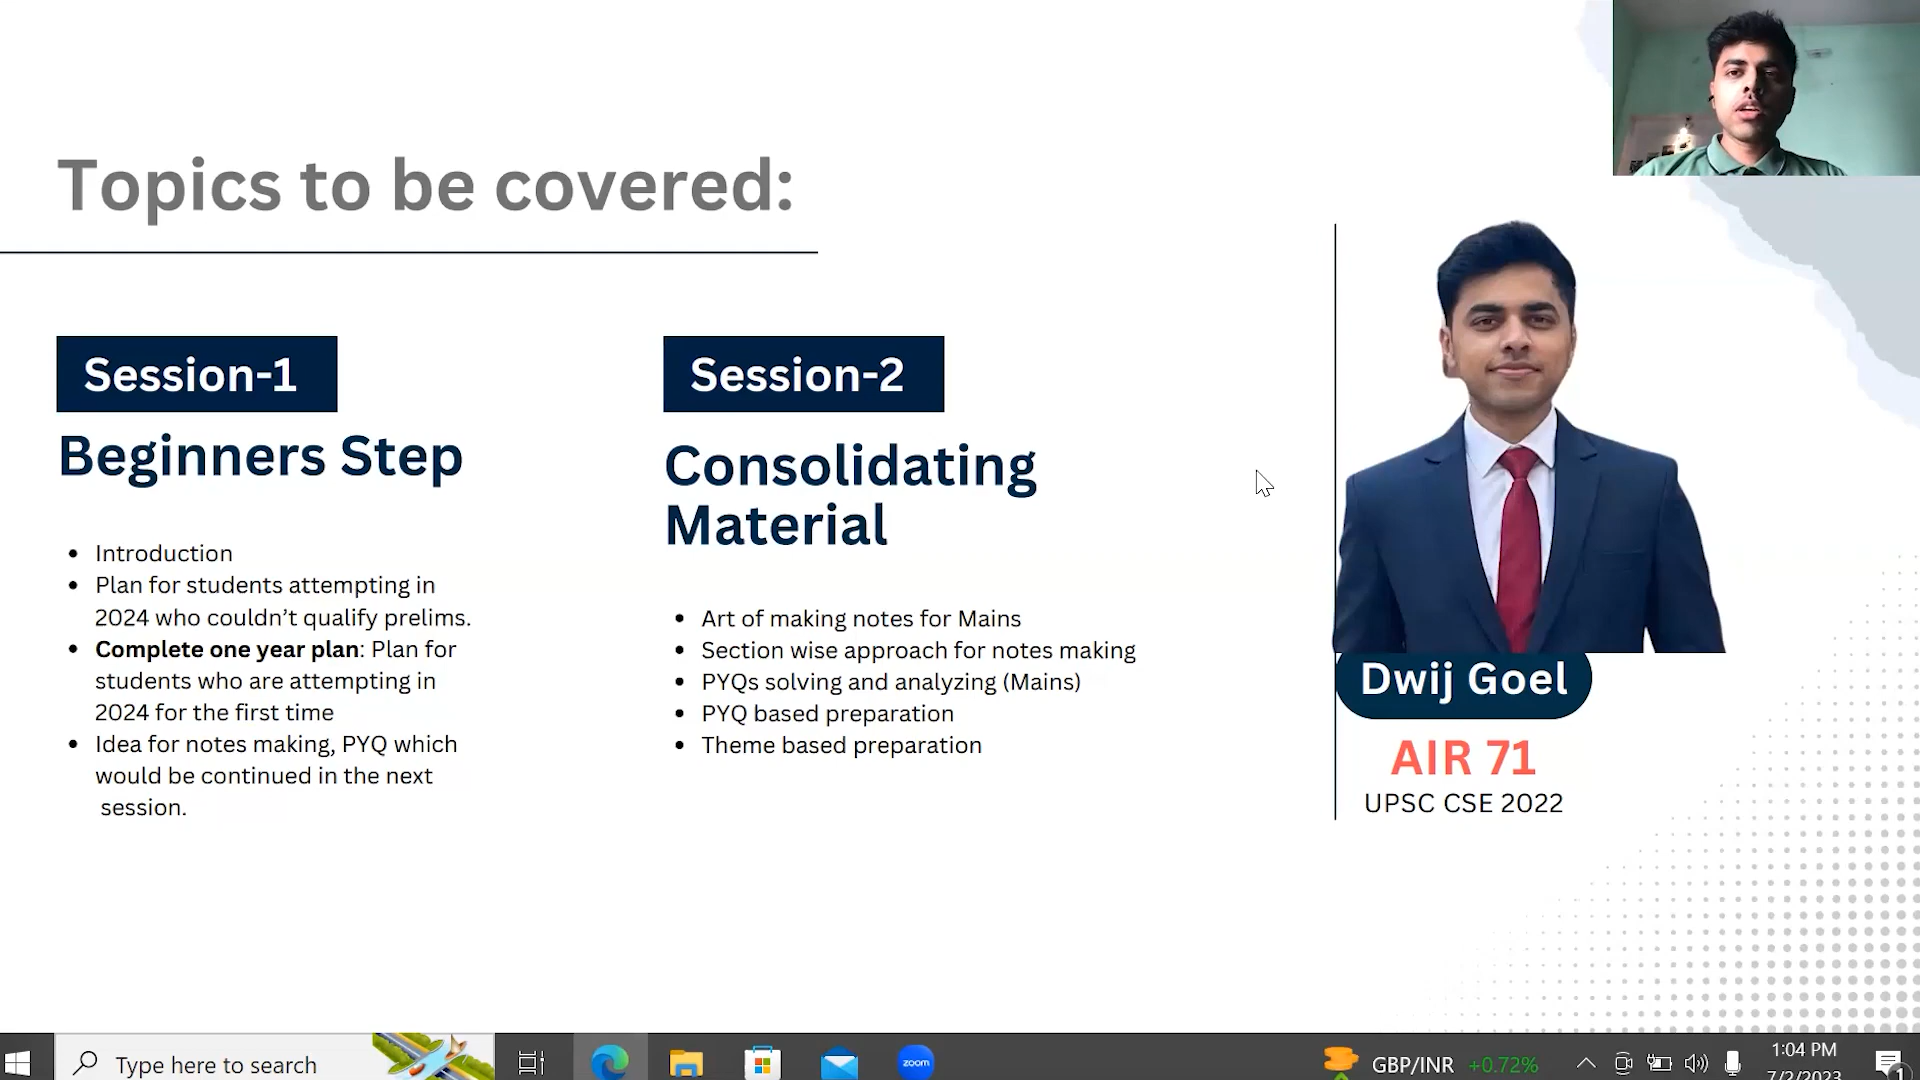 Topics to be covered:
Session-1
Beginners Step
• Introduction
• Plan for students attempting in
2024 who couldn’t qualify prelims.
• Complete one year plan: Plan for
students who are attempting in
2024 for the first time
• Idea for notes making, PYQ which
would be continued in the next
session.
Session-2
Consolidating
Material
• Art of making notes for Mains
• Section wise approach for notes making
• PYQs solving and analyzing (Mains)
• PYQ based preparation
• Theme based preparation
Dwij Goel
AIR 71
UPSC CSE 2022
Type here to search
zoom
GBP/INR +0.72%
1:04 PM
7/2/2023
1